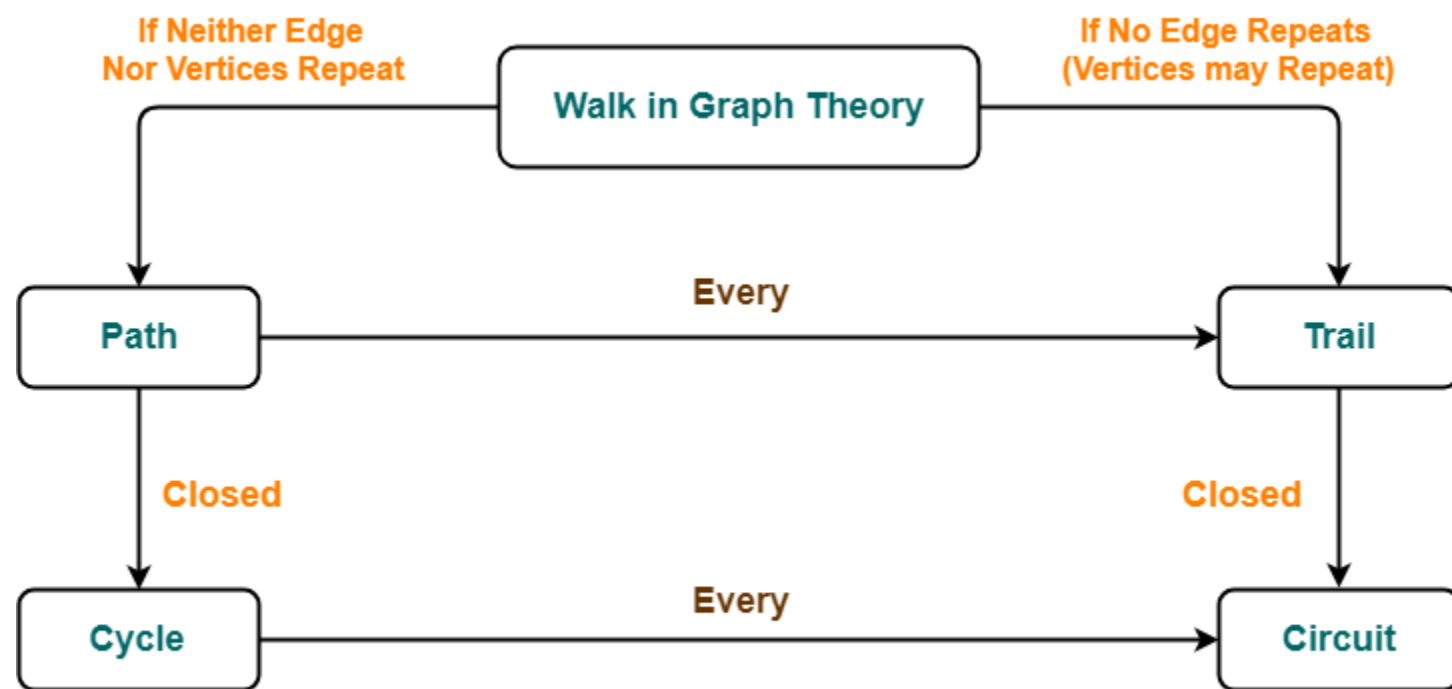 If Neither Edge
Nor Vertices Repeat
Walk in Graph Theory
If No Edge Repeats
(Vertices may Repeat)
Path
Every
Trail
Closed
Closed
Cycle
Every
Circuit